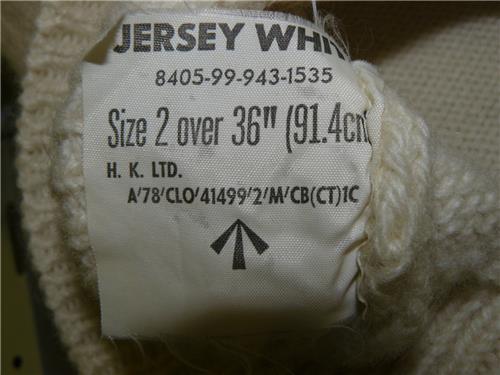 JERSEY WHI
8405-99-943-1535
Size 2 over 36" (91.4cm
H. K. LTD.
A'78/CLO'41499/2/M/CB(CT)1C